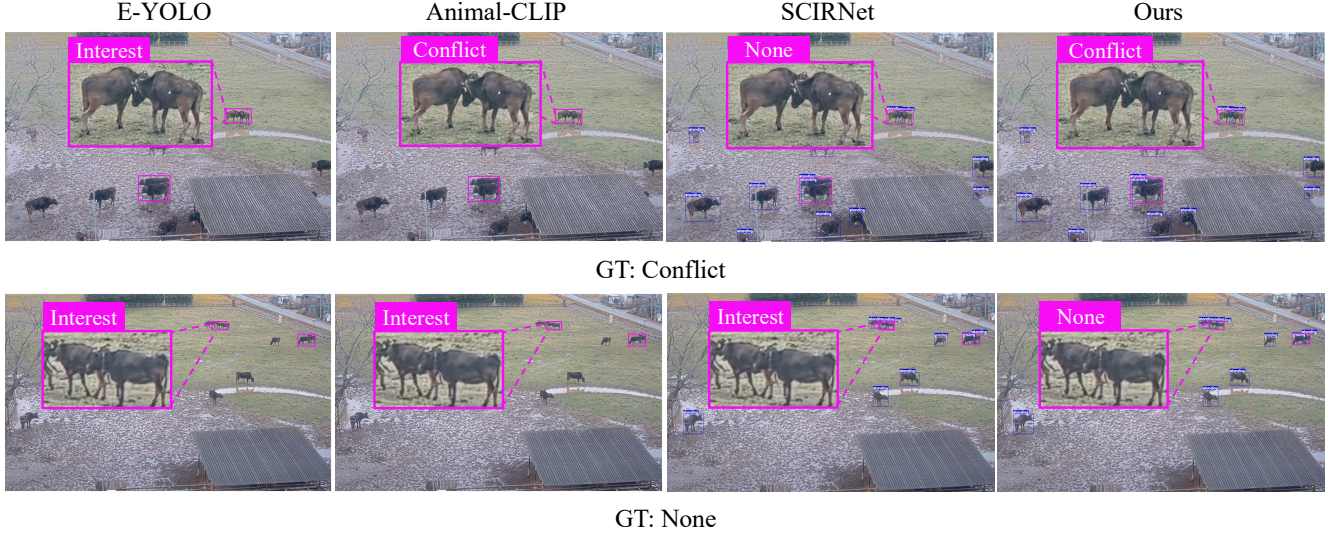 E-YOLO Animal-CLIP SCIRNet Ours
Interest Conflict None Conflict
GT: Conflict
Interest Interest Interest None
GT: None